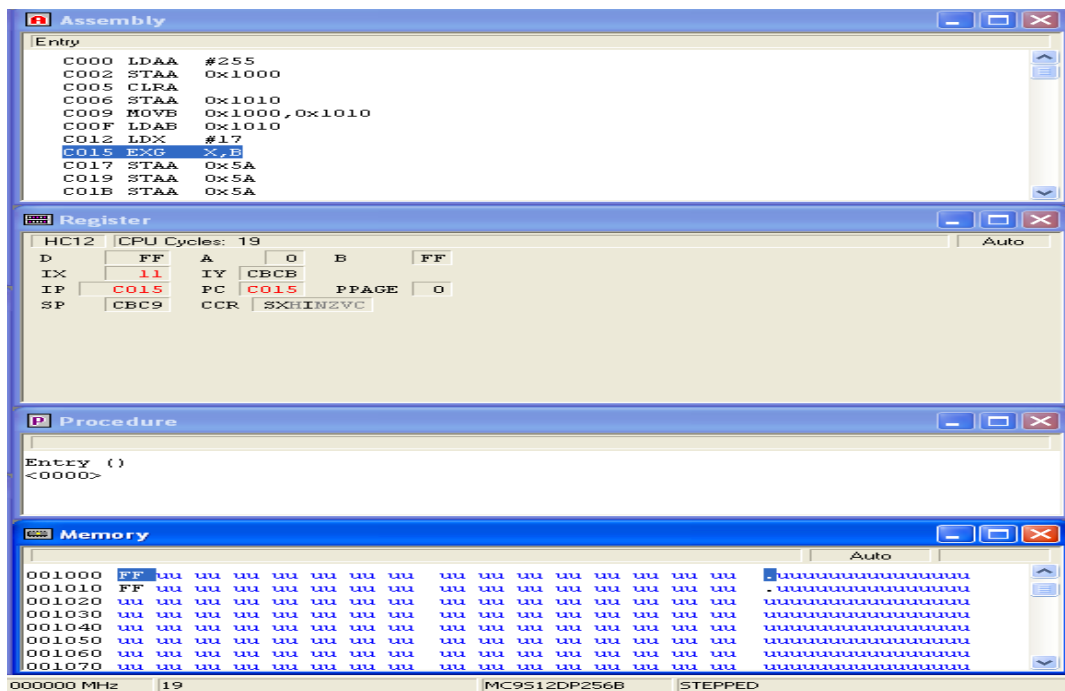 Assembly
Entry
C000 LDAA #255
C002 STAA 0x1000
C005 CLRA
C006 STAA 0x1010
C009 MOVB 0x1000,0x1010
C00F LDAB 0x1010
C012 LDX #17
C015 EXG X,B
C017 STAA 0x5A
C019 STAA 0x5A
C01B STAA 0x5A
Register
HC12 CPU Cycles: 19 Auto
D FF A 0 B FF
IX 11 IY CBCB
IP C015 PC C015 PPAGE 0
SP CBC9 CCR SXHINZVC
Procedure
Entry ()
<0000>
Memory
Auto
001000 FF uu uu uu uu uu uu uu uu uu uu uu uu uu uu uu .uuuuuuuuuuuuuuu
001010 FF uu uu uu uu uu uu uu uu uu uu uu uu uu uu uu .uuuuuuuuuuuuuuu
001020 uu uu uu uu uu uu uu uu uu uu uu uu uu uu uu uu uuuuuuuuuuuuuuuu
001030 uu uu uu uu uu uu uu uu uu uu uu uu uu uu uu uu uuuuuuuuuuuuuuuu
001040 uu uu uu uu uu uu uu uu uu uu uu uu uu uu uu uu uuuuuuuuuuuuuuuu
001050 uu uu uu uu uu uu uu uu uu uu uu uu uu uu uu uu uuuuuuuuuuuuuuuu
001060 uu uu uu uu uu uu uu uu uu uu uu uu uu uu uu uu uuuuuuuuuuuuuuuu
001070 uu uu uu uu uu uu uu uu uu uu uu uu uu uu uu uu uuuuuuuuuuuuuuuu
000000 MHz 19 MC9S12DP256B STEPPED